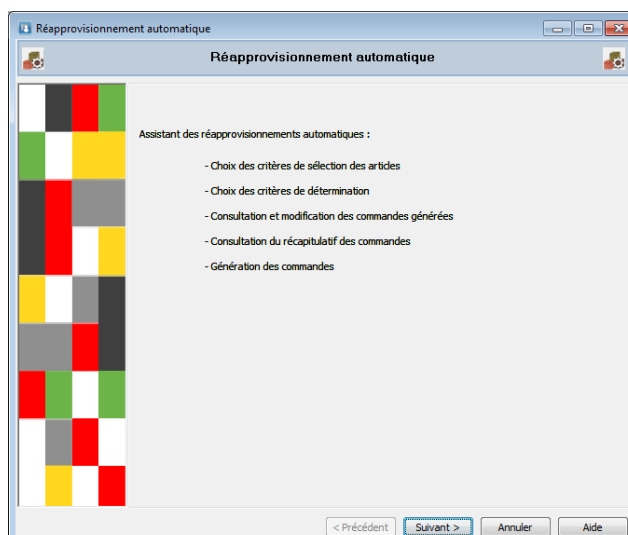 Réapprovisionnement automatique
Réapprovisionnement automatique
Assistant des réapprovisionnements automatiques :
- Choix des critères de sélection des articles
- Choix des critères de détermination
- Consultation et modification des commandes générées
- Consultation du récapitulatif des commandes
- Génération des commandes
< Précédent Suivant > Annuler Aide